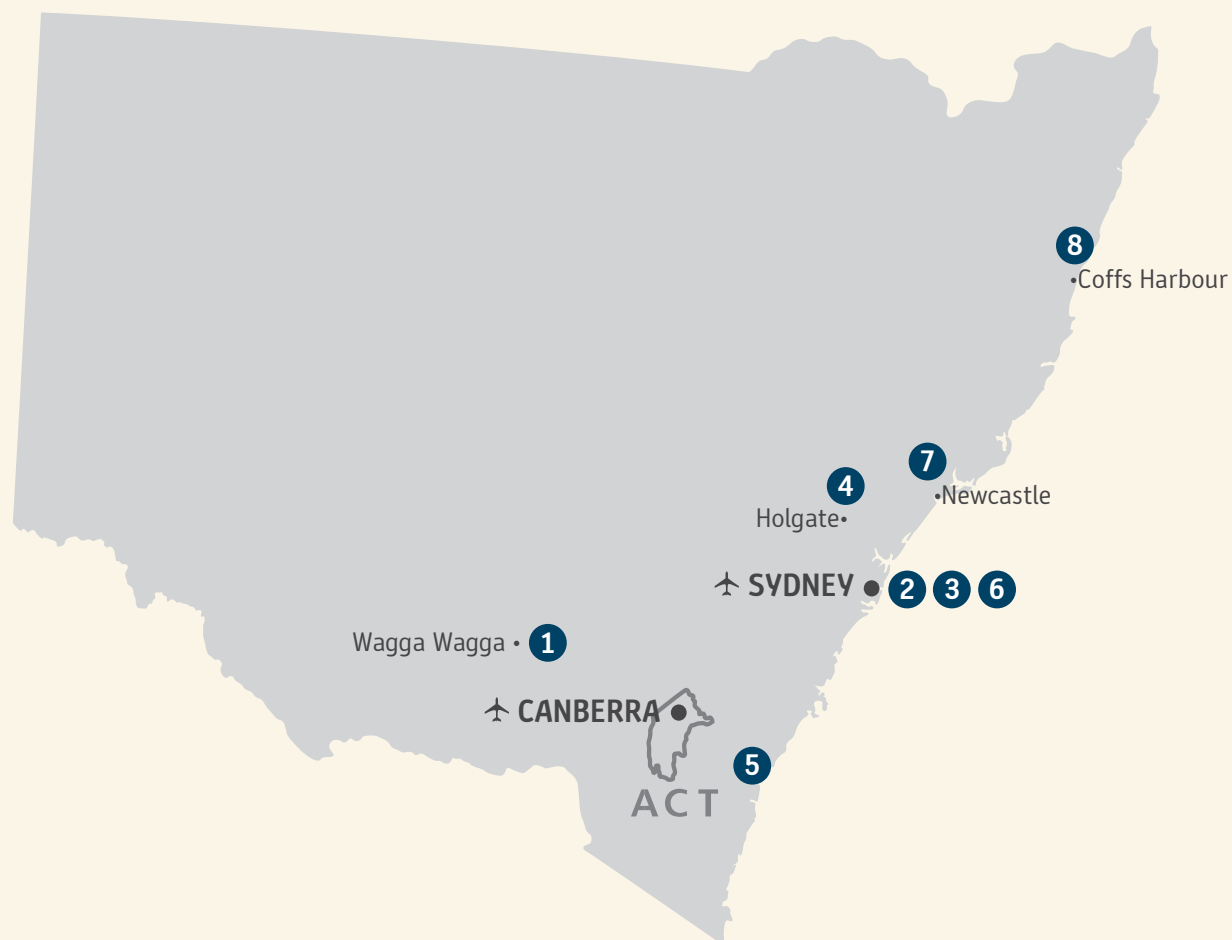 8
Coffs Harbour
7
4
Newcastle
Holgate
SYDNEY 2 3 6
Wagga Wagga 1
CANBERRA
5
ACT